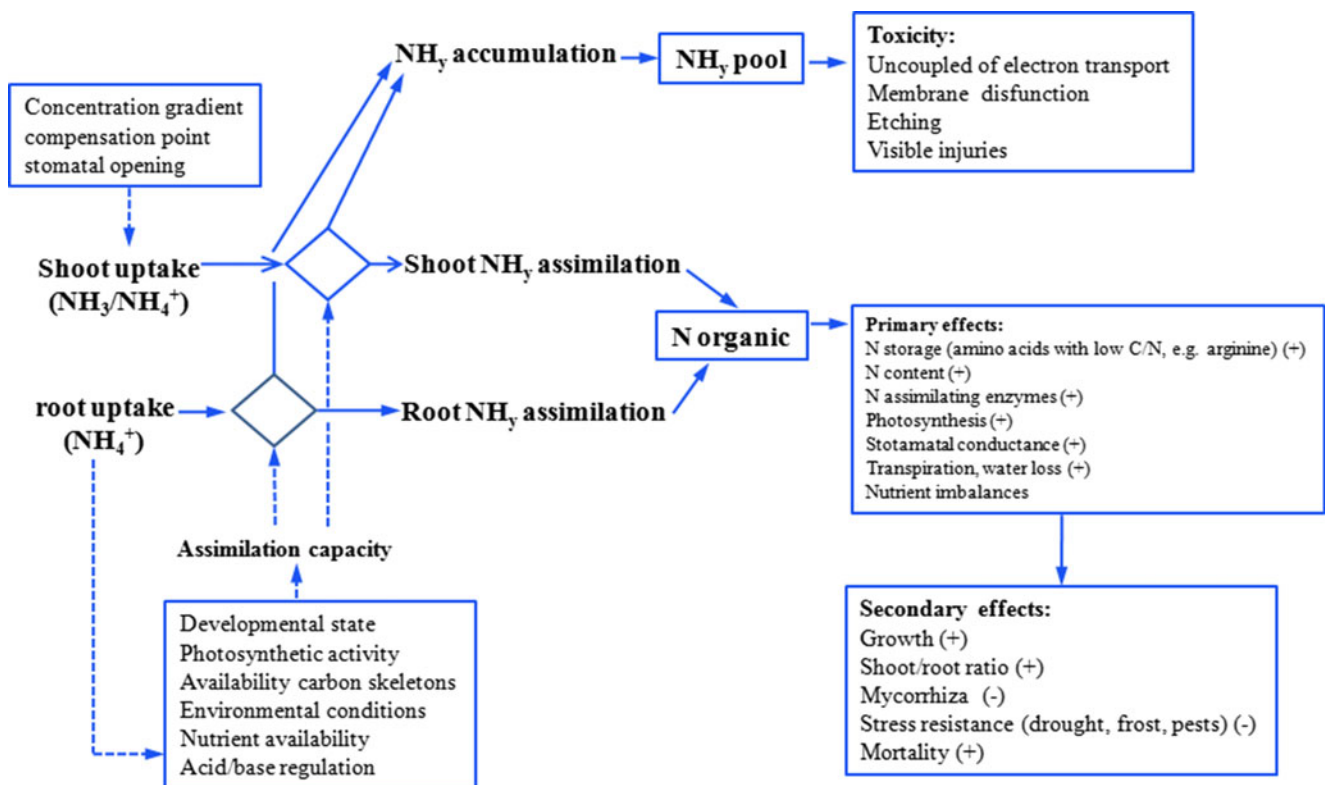 NHy accumulation
NHy pool
Toxicity:
Uncoupled of electron transport
Membrane disfunction
Etching
Visible injuries
Concentration gradient
compensation point
stomatal opening
Shoot uptake
(NH3/NH4+)
Shoot NHy assimilation
N organic
Primary effects:
N storage (amino acids with low C/N, e.g. arginine) (+)
N content (+)
N assimilating enzymes (+)
Photosynthesis (+)
Stotamatal conductance (+)
Transpiration, water loss (+)
Nutrient imbalances
root uptake
(NH4+)
Root NHy assimilation
Assimilation capacity
Developmental state
Photosynthetic activity
Availability carbon skeletons
Environmental conditions
Nutrient availability
Acid/base regulation
Secondary effects:
Growth (+)
Shoot/root ratio (+)
Mycorrhiza (-)
Stress resistance (drought, frost, pests) (-)
Mortality (+)